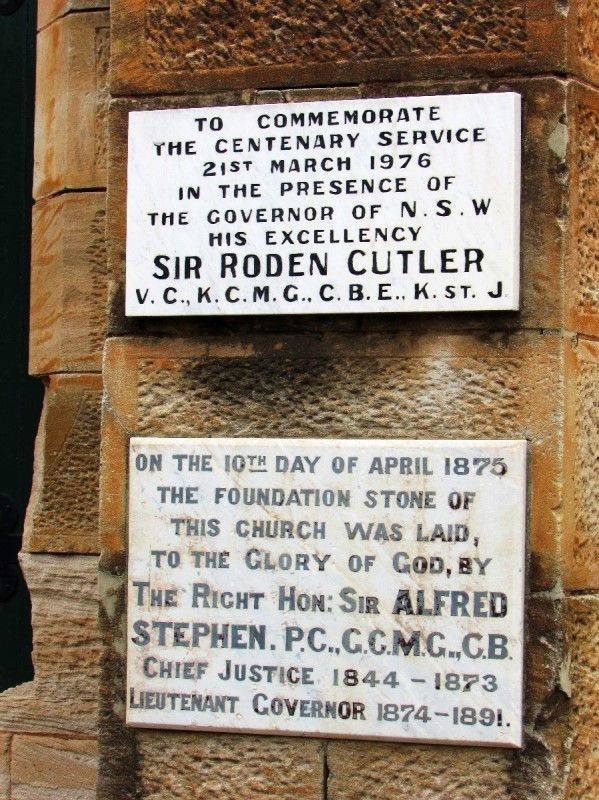 TO COMMEMORATE
THE CENTENARY SERVICE
21ST MARCH 1976
IN THE PRESENCE OF
THE GOVERNOR OF N.S.W
HIS EXCELLENCY
SIR RODEN CUTLER
V.C., K.C.M.G., C.B.E., K.ST. J.
ON THE 10TH DAY OF APRIL 1875
THE FOUNDATION STONE OF
THIS CHURCH WAS LAID,
TO THE GLORY OF GOD, BY
THE RIGHT HON: SIR ALFRED
STEPHEN. P.C., G.C.M.G., C.B.
CHIEF JUSTICE 1844 - 1873
LIEUTENANT GOVERNOR 1874-1891.